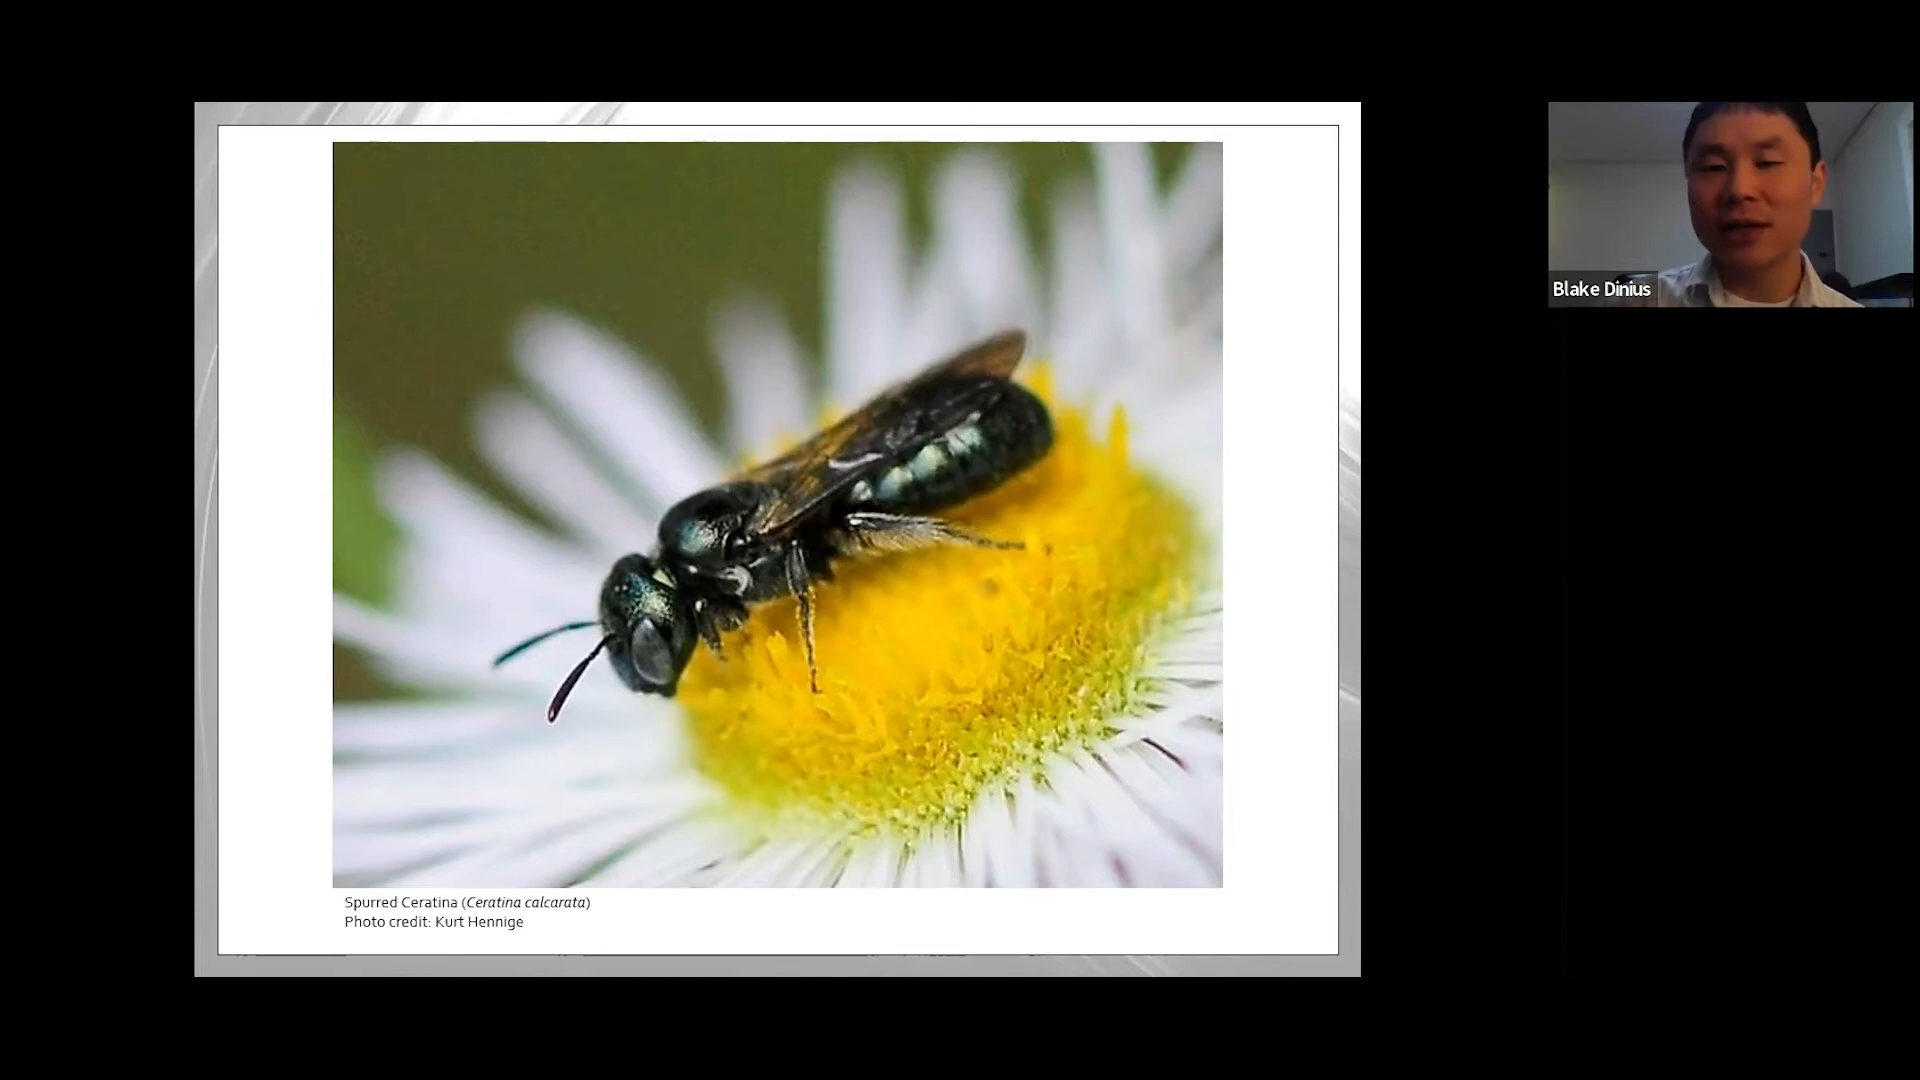 Blake Dinius
Spurred Ceratina (Ceratina calcarata)
Photo credit: Kurt Hennige